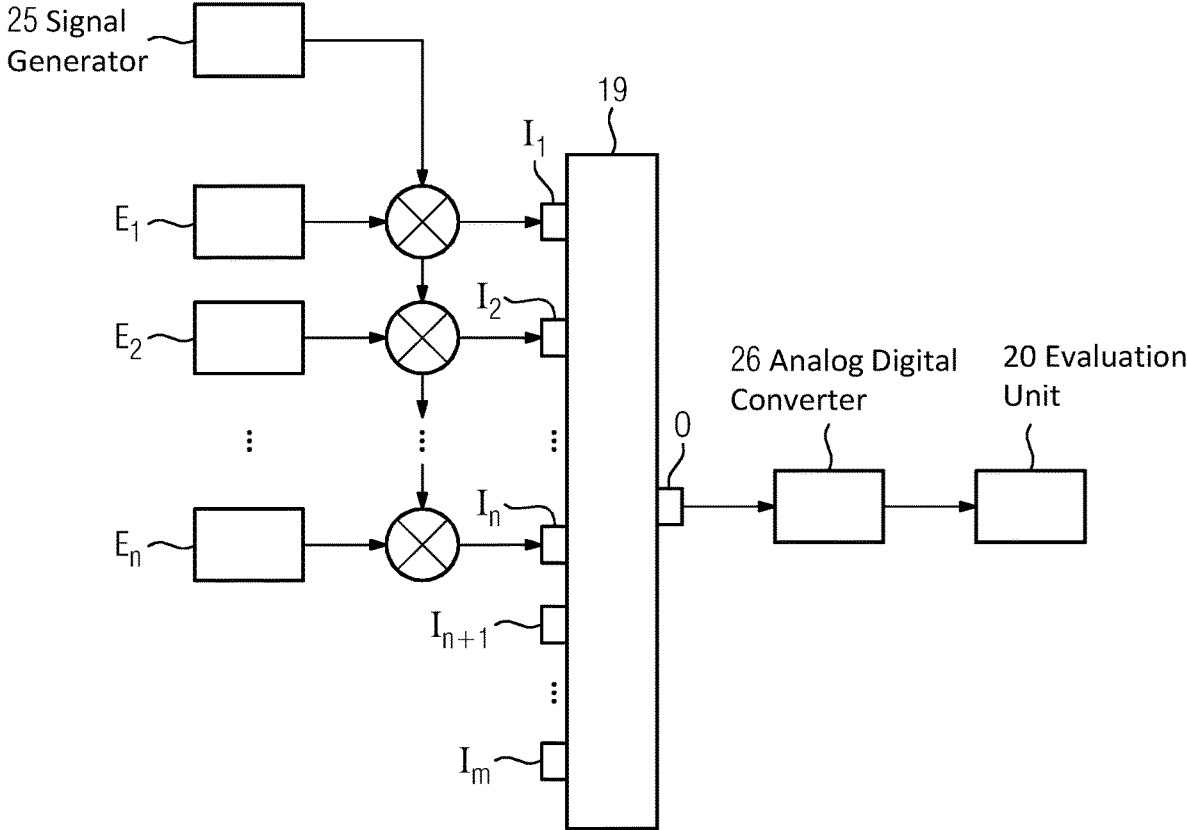 25 Signal
Generator
19
I1
E1
I2
E2
26 Analog Digital
Converter
20 Evaluation
Unit
O
...
...
...
In
En
In+1
...
Im